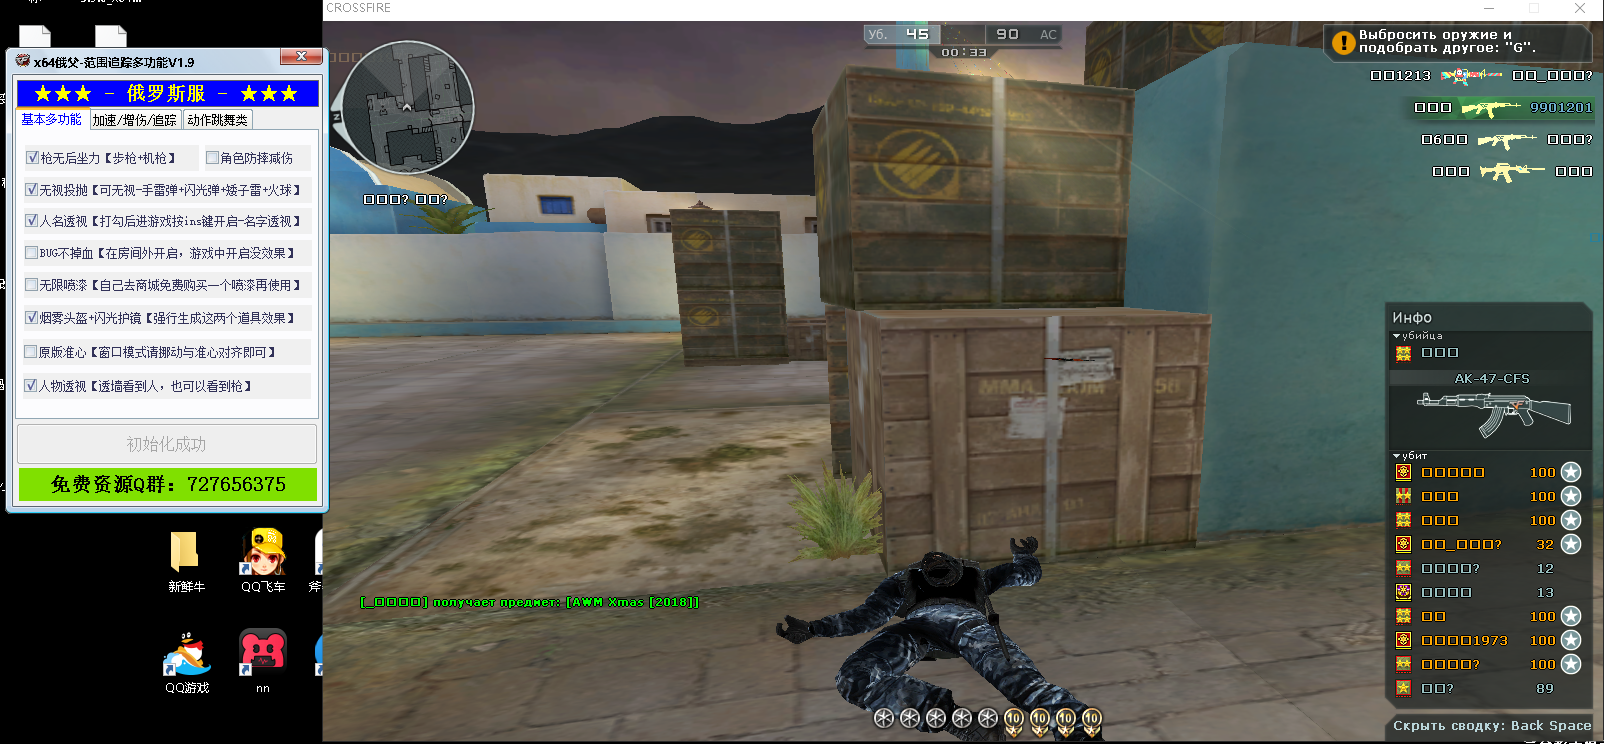 CROSSFIRE
x64俄父-范围追踪多功能V1.9
★★★ - 俄罗斯服 - ★★★
基本多功能
加速/增伤/追踪
动作跳舞类
枪无后坐力【步枪+机枪】
角色防摔减伤
无视投抛【可无视-手雷弹+闪光弹+矮子雷+火球】
人名透视【打勾后进游戏按ins键开启-名字透视】
BUG不掉血【在房间外开启，游戏中开启没效果】
无限喷漆【自己去商城免费购买一个喷漆再使用】
烟雾头盔+闪光护镜【强行生成这两个道具效果】
原版准心【窗口模式请挪动与准心对齐即可】
人物透视【透墙看到人，也可以看到枪】
初始化成功
免费资源Q群：727656375
新鲜牛
QQ飞车
QQ游戏
nn
Уб. 45
90 АС
00:33
N
Выбросить оружие и
подобрать другое: "G".
□□1213 □□_□□□?
□□□ 9901201
□6□□ □□□?
□□□ □□□
□□□? □□?
Инфо
убийца
□□□
AK-47-CFS
убит
□□□□□ 100
□□□ 100
□□□ 100
□□_□□□? 32
□□□□? 12
□□□□ 13
□□ 100
□□□□1973 100
□□□□? 100
□□? 89
Скрыть сводку: Back Space
[_□□□□] получает предмет: [AWM Xmas [2018]]
10 10 10 10